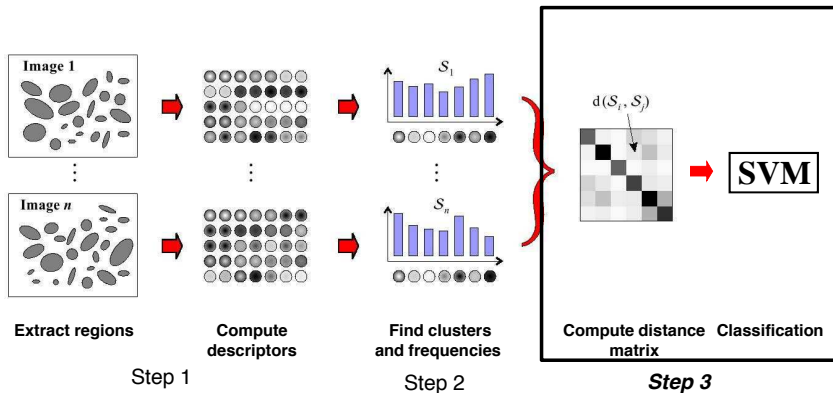 Image 1
S₁
d(Sᵢ, Sⱼ)
SVM
Image n
Sₙ
Extract regions
Compute
descriptors
Find clusters
and frequencies
Compute distance
matrix
Classification
Step 1
Step 2
Step 3